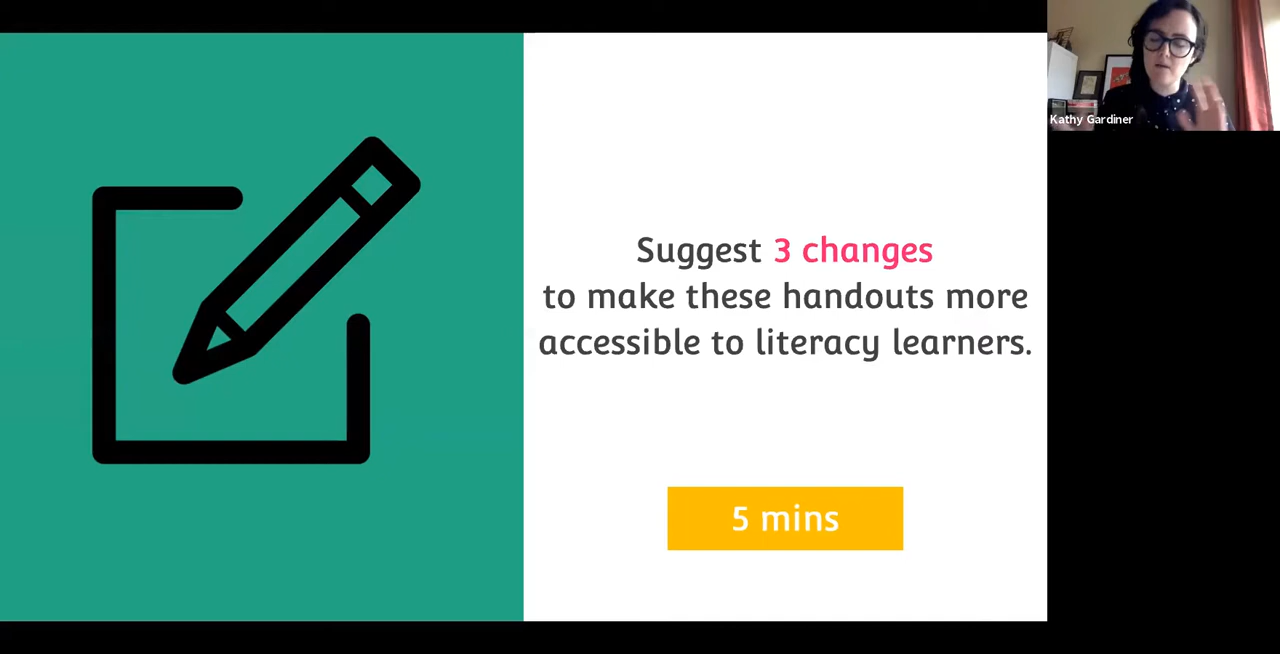 Kathy Gardiner
Suggest 3 changes
to make these handouts more
accessible to literacy learners.
5 mins